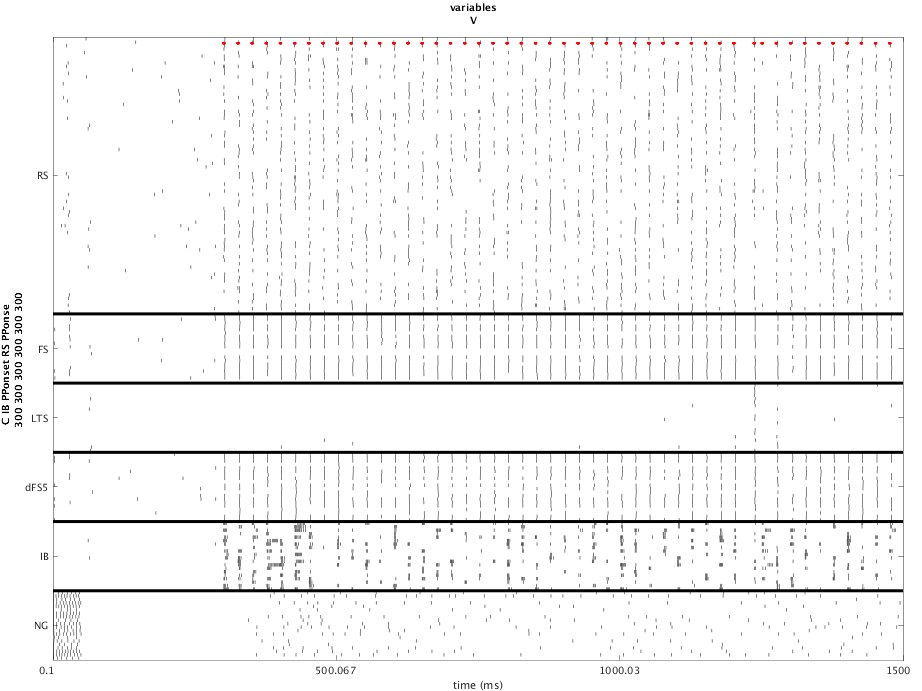 variables
V
C IB PPonset RS PPonse
300 300 300 300 300 300
RS
FS
LTS
dFS5
IB
NG
0.1
500.067
1000.03
1500
time (ms)